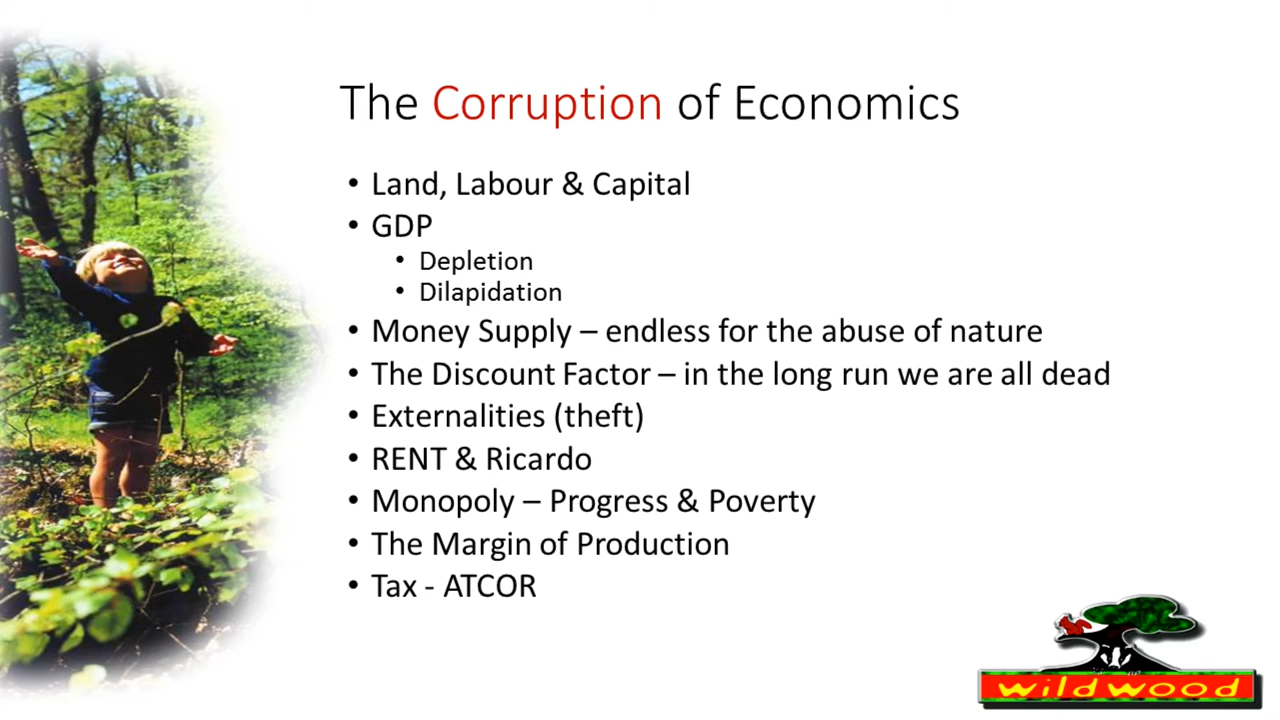 The Corruption of Economics
• Land, Labour & Capital
• GDP
• Depletion
• Dilapidation
• Money Supply – endless for the abuse of nature
• The Discount Factor – in the long run we are all dead
• Externalities (theft)
• RENT & Ricardo
• Monopoly – Progress & Poverty
• The Margin of Production
• Tax - ATCOR
wildwood